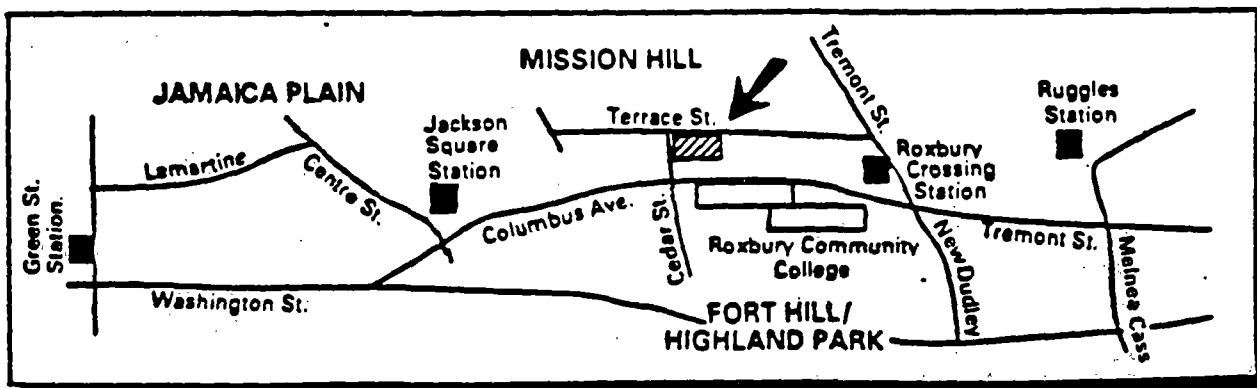 MISSION HILL
JAMAICA PLAIN
Tremont St.
Ruggles
Station
Terrace St.
Jackson
Square
Station
Lamartine
Centre St.
Roxbury
Crossing
Station
Green St.
Station.
Columbus Ave.
Cedar St.
Roxbury Community
College
New Dudley
Tremont St.
Melnea Cass
Washington St.
FORT HILL/
HIGHLAND PARK